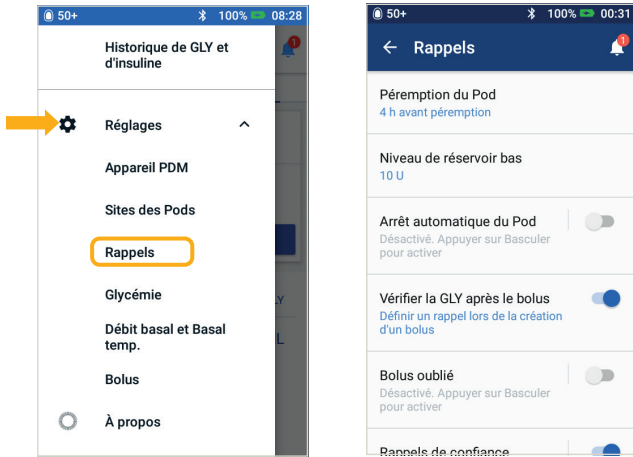 50+
100%
08:28
Historique de GLY et
d'insuline
1
Réglages
Appareil PDM
Sites des Pods
Rappels
Glycémie
LY
Débit basal et Basal
temp.
L
Bolus
À propos
50+
100%
00:31
Rappels
1
Péremption du Pod
4 h avant péremption
Niveau de réservoir bas
10 U
Arrêt automatique du Pod
Désactivé. Appuyer sur Basculer
pour activer
Vérifier la GLY après le bolus
Définir un rappel lors de la création
d'un bolus
Bolus oublié
Désactivé. Appuyer sur Basculer
pour activer
Rappels de confiance